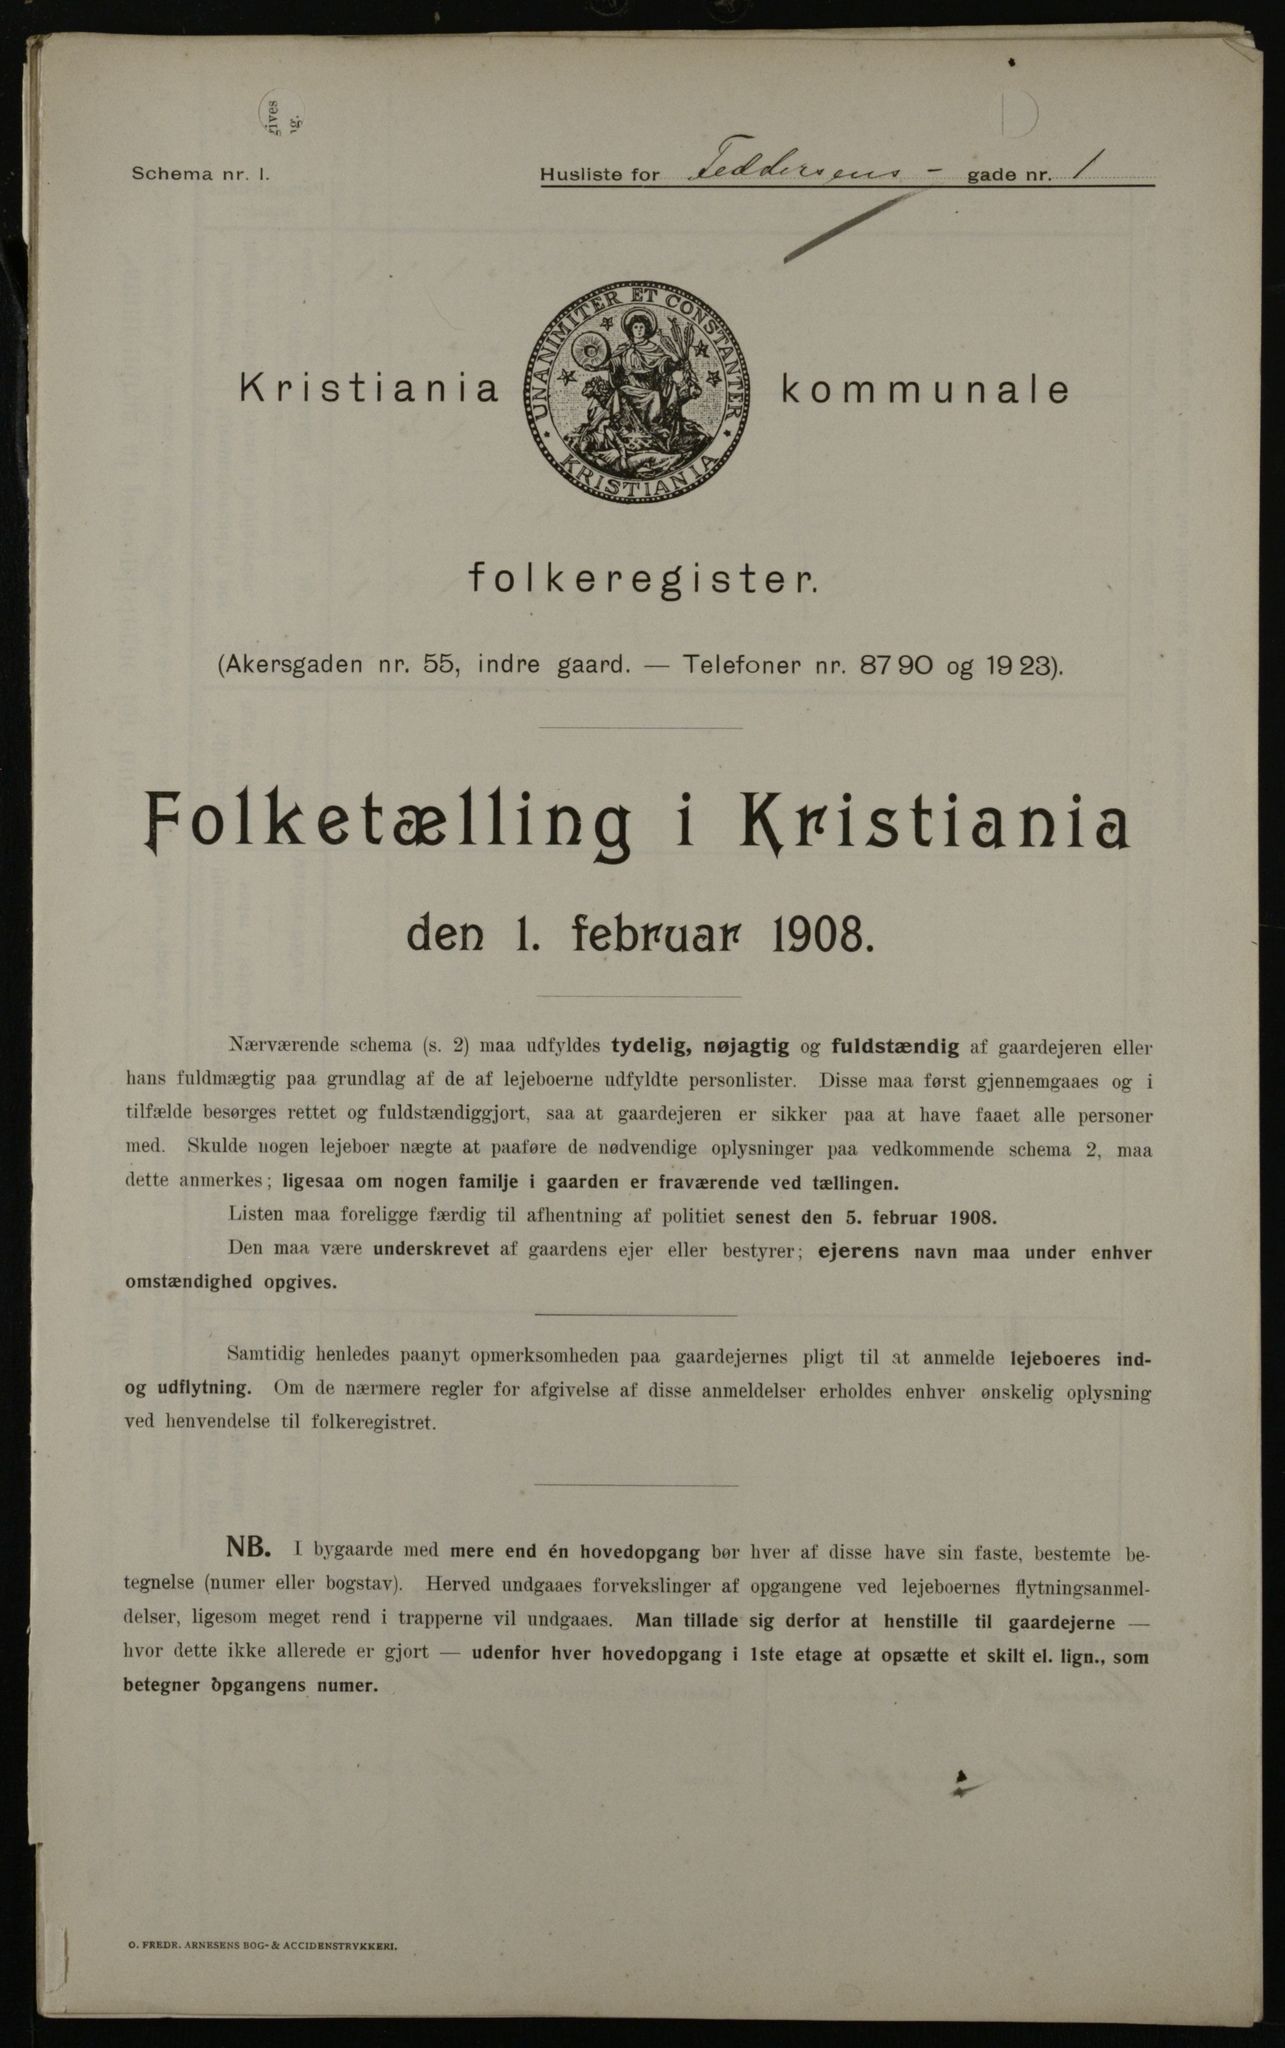 gives
ng.
Schema nr. 1.
Husliste for Feddersens - gade nr. 1
UNANIMITER ET CONSTANTER
KRISTIANIA
Kristiania kommunale
folkeregister.
(Akersgaden nr. 55, indre gaard. — Telefoner nr. 87 90 og 19 23).
Folketælling i Kristiania
den 1. februar 1908.
Nærværende schema (s. 2) maa udfyldes tydelig, nøjagtig og fuldstændig af gaardejeren eller
hans fuldmægtig paa grundlag af de af lejeboerne udfyldte personlister. Disse maa først gjennemgaaes og i
tilfælde besørges rettet og fuldstændiggjort, saa at gaardejeren er sikker paa at have faaet alle personer
med. Skulde nogen lejeboer nægte at paaføre de nødvendige oplysninger paa vedkommende schema 2, maa
dette anmerkes; ligesaa om nogen familje i gaarden er fraværende ved tællingen.
Listen maa foreligge færdig til afhentning af politiet senest den 5. februar 1908.
Den maa være underskrevet af gaardens ejer eller bestyrer; ejerens navn maa under enhver
omstændighed opgives.
Samtidig henledes paanyt opmerksomheden paa gaardejernes pligt til at anmelde lejeboeres ind-
og udflytning. Om de nærmere regler for afgivelse af disse anmeldelser erholdes enhver ønskelig oplysning
ved henvendelse til folkeregistret.
NB. I bygaarde med mere end én hovedopgang bør hver af disse have sin faste, bestemte be-
tegnelse (numer eller bogstav). Herved undgaaes forvekslinger af opgangene ved lejeboernes flytningsanmel-
delser, ligesom meget rend i trapperne vil undgaaes. Man tillade sig derfor at henstille til gaardejerne —
hvor dette ikke allerede er gjort — udenfor hver hovedopgang i 1ste etage at opsætte et skilt el. lign., som
betegner opgangens numer.
O. FREDR. ARNESENS BOG- & ACCIDENSTRYKKERI.